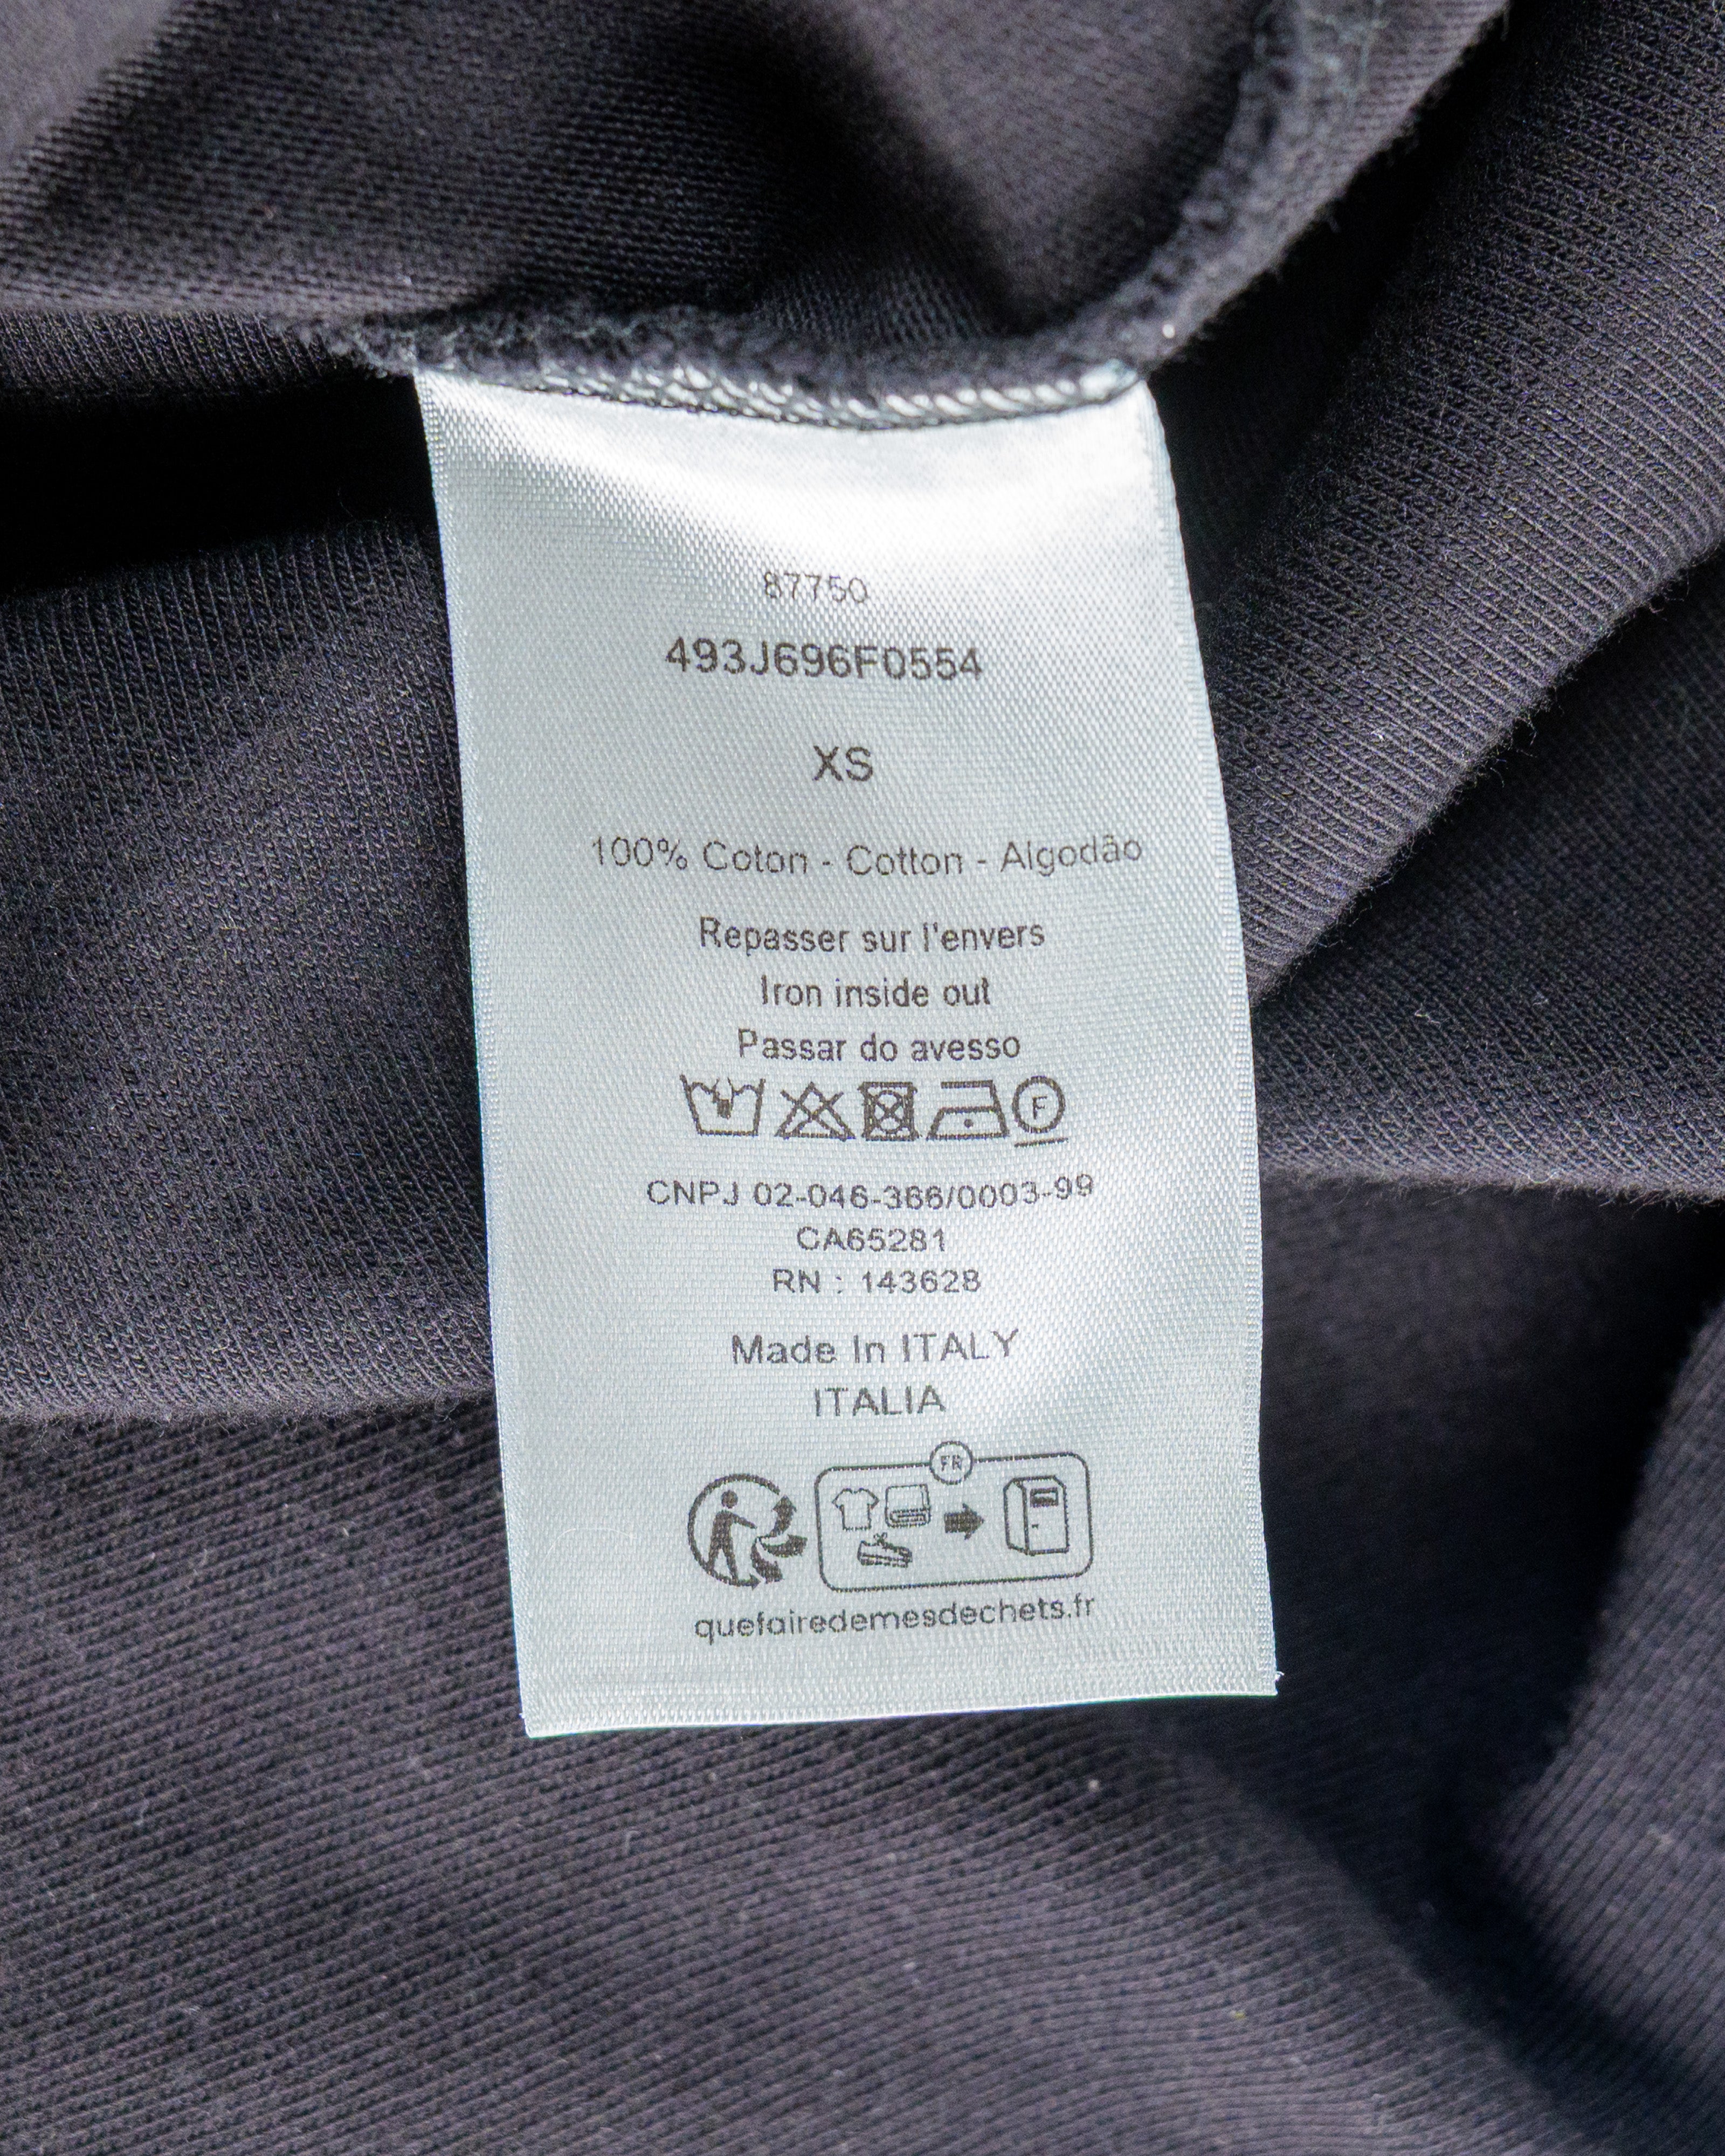 87750
493J696F0554
XS
100% Coton - Cotton - Algodão
Repasser sur l'envers
Iron inside out
Passar do avesso
F
CNPJ 02-046-366/0003-99
CA65281
RN : 143628
Made In ITALY
ITALIA
FR
quefairedemesdechets.fr